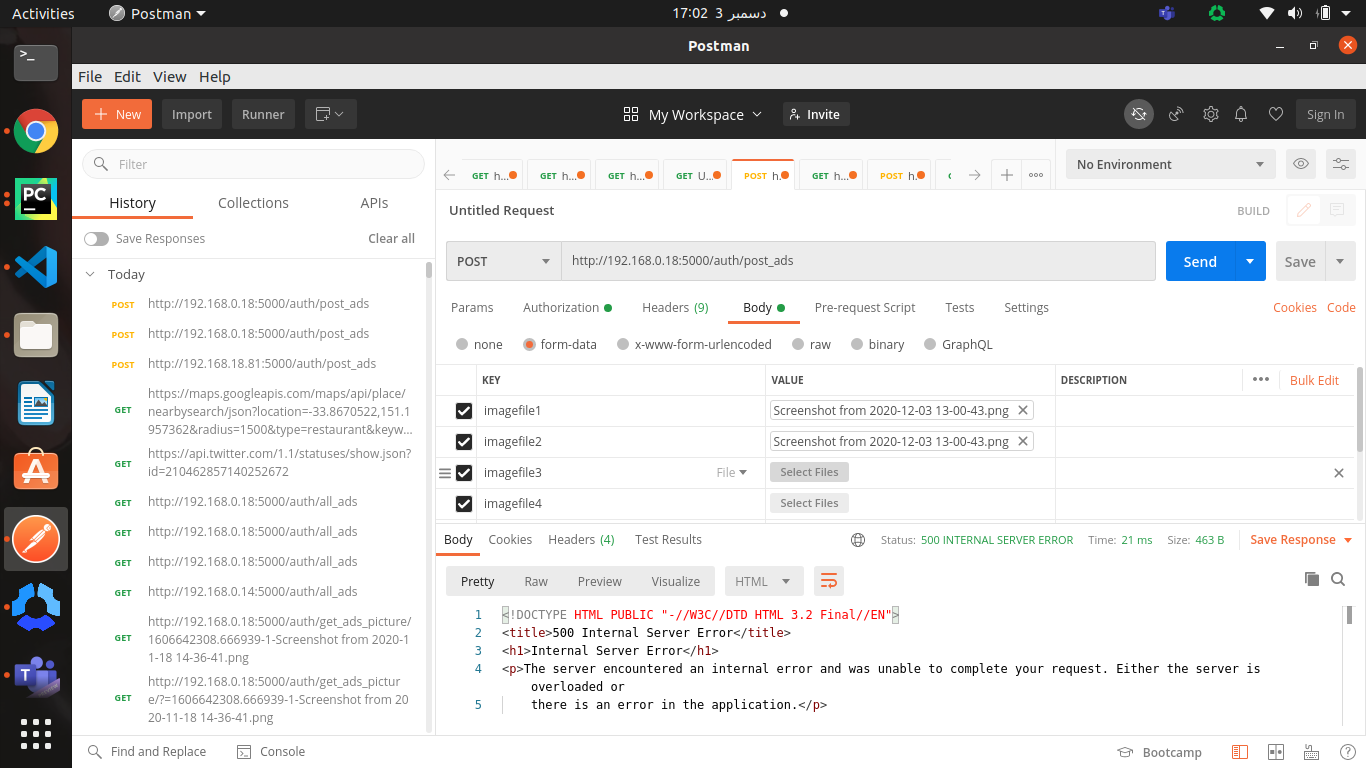 Activities
Postman
17:02 3 دسمبر
Postman
File Edit View Help
New
Import
Runner
My Workspace
Invite
Sign In
Filter
History
Collections
APIs
Save Responses
Clear all
Today
POST http://192.168.0.18:5000/auth/post_ads
POST http://192.168.0.18:5000/auth/post_ads
POST http://192.168.18.81:5000/auth/post_ads
GET https://maps.googleapis.com/maps/api/place/
nearbysearch/json?location=-33.8670522,151.1
957362&radius=1500&type=restaurant&keyw...
GET https://api.twitter.com/1.1/statuses/show.json?
id=210462857140252672
GET http://192.168.0.18:5000/auth/all_ads
GET http://192.168.0.18:5000/auth/all_ads
GET http://192.168.0.18:5000/auth/all_ads
GET http://192.168.0.14:5000/auth/all_ads
GET http://192.168.0.18:5000/auth/get_ads_picture/
1606642308.666939-1-Screenshot from 2020-1
1-18 14-36-41.png
GET http://192.168.0.18:5000/auth/get_ads_pictur
e/?=1606642308.666939-1-Screenshot from 20
20-11-18 14-36-41.png
GET h...
GET h...
GET h...
GET U...
POST h.
GET h...
POST h.
No Environment
Untitled Request
BUILD
POST
http://192.168.0.18:5000/auth/post_ads
Send
Save
Params
Authorization
Headers (9)
Body
Pre-request Script
Tests
Settings
Cookies
Code
none
form-data
x-www-form-urlencoded
raw
binary
GraphQL
KEY
VALUE
DESCRIPTION
Bulk Edit
imagefile1
Screenshot from 2020-12-03 13-00-43.png
imagefile2
Screenshot from 2020-12-03 13-00-43.png
imagefile3
File
Select Files
imagefile4
Select Files
Body
Cookies
Headers (4)
Test Results
Status: 500 INTERNAL SERVER ERROR
Time: 21 ms
Size: 463 B
Save Response
Pretty
Raw
Preview
Visualize
HTML
1 <!DOCTYPE HTML PUBLIC "-//W3C//DTD HTML 3.2 Final//EN">
2 <title>500 Internal Server Error</title>
3 <h1>Internal Server Error</h1>
4 <p>The server encountered an internal error and was unable to complete your request. Either the server is
overloaded or
5 there is an error in the application.</p>
Find and Replace
Console
Bootcamp